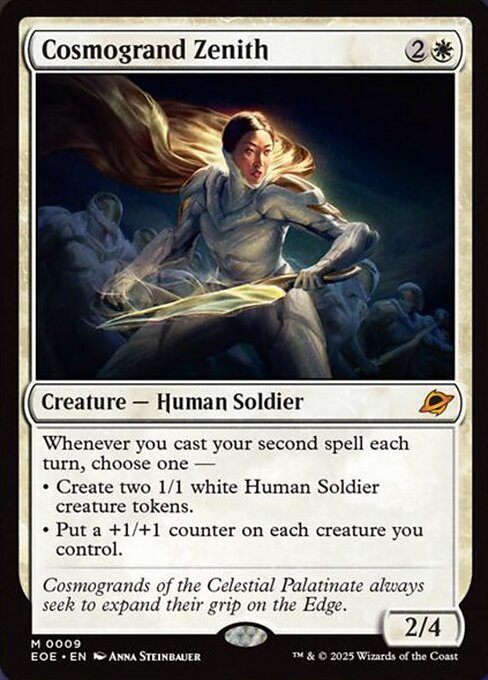 Cosmogrand Zenith 2
Creature — Human Soldier
Whenever you cast your second spell each
turn, choose one —
• Create two 1/1 white Human Soldier
creature tokens.
• Put a +1/+1 counter on each creature you
control.
Cosmogrands of the Celestial Palatinate always
seek to expand their grip on the Edge.
2/4
M 0009
EOE • EN Anna Steinbauer
™ & © 2025 Wizards of the Coast